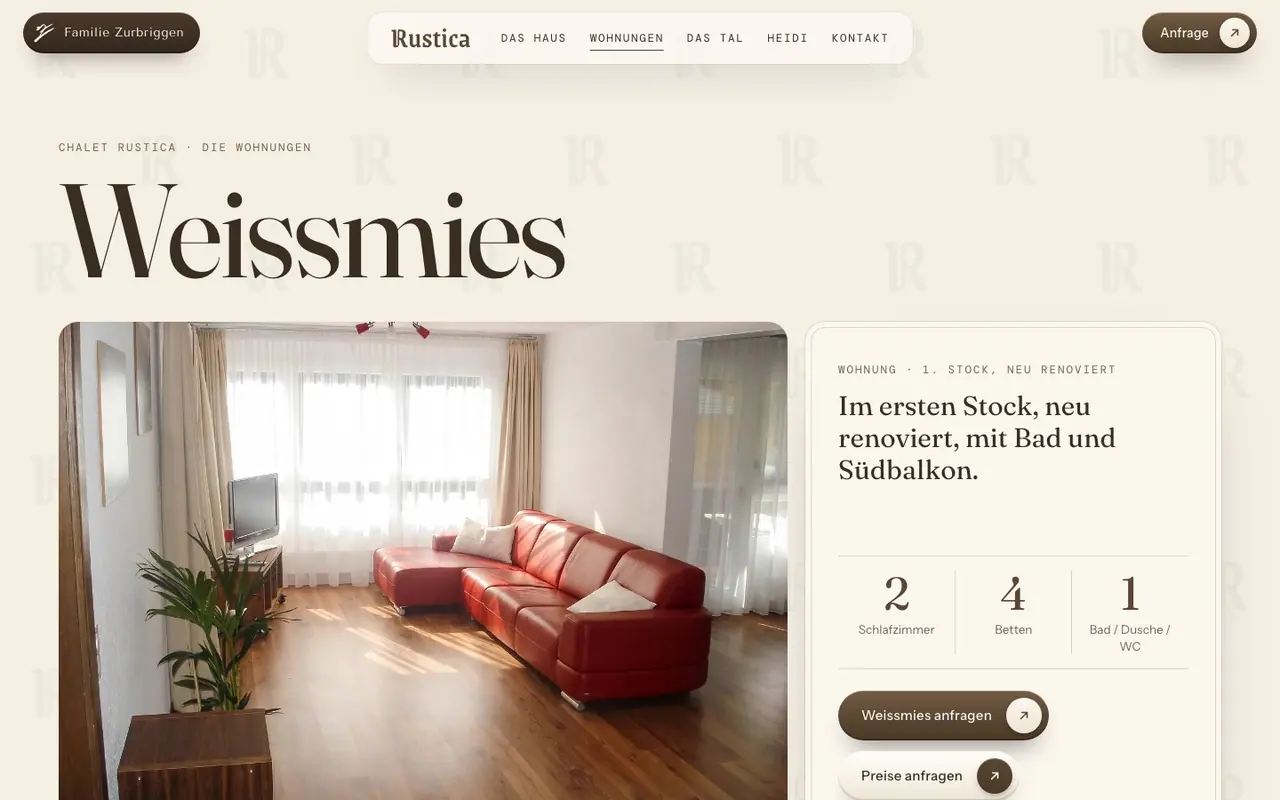 Familie Zurbriggen
Rustica
DAS HAUS
WOHNUNGEN
DAS TAL
HEIDI
KONTAKT
Anfrage
CHALET RUSTICA · DIE WOHNUNGEN
Weissmies
WOHNUNG · 1. STOCK, NEU RENOVIERT
Im ersten Stock, neu
renoviert, mit Bad und
Südbalkon.
2
Schlafzimmer
4
Betten
1
Bad / Dusche /
WC
Weissmies anfragen
Preise anfragen